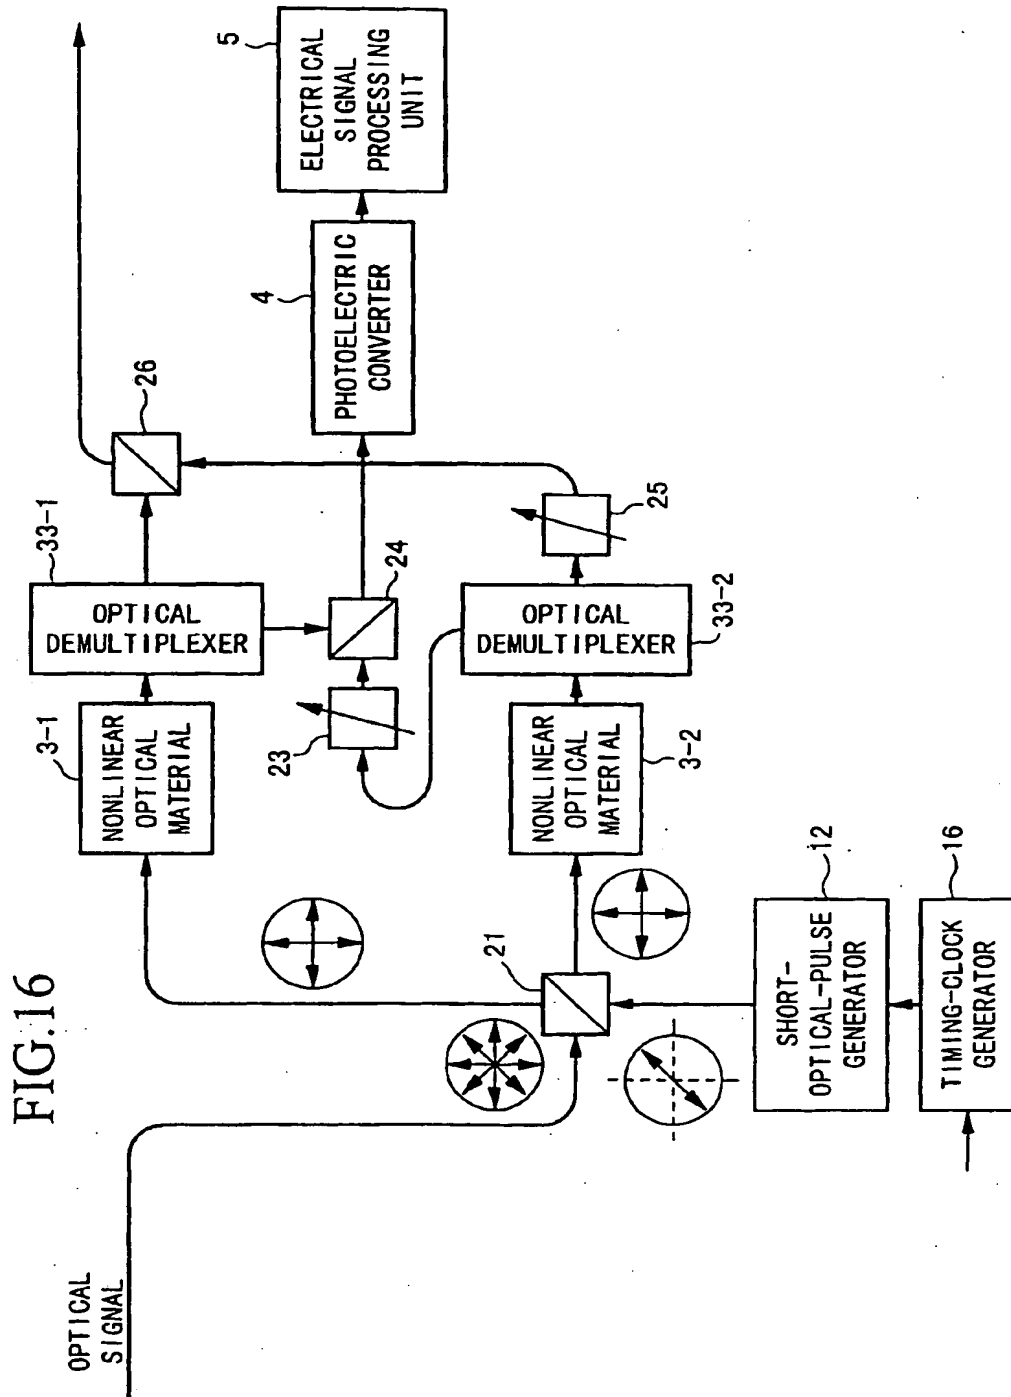 FIG.16
OPTICAL
SIGNAL
3-1
NONLINEAR
OPTICAL
MATERIAL
33-1
OPTICAL
DEMULTIPLEXER
26
5
ELECTRICAL
SIGNAL
PROCESSING
UNIT
4
PHOTOELECTRIC
CONVERTER
23
24
21
NONLINEAR
OPTICAL
MATERIAL
3-2
OPTICAL
DEMULTIPLEXER
33-2
25
SHORT-
OPTICAL-PULSE
GENERATOR
12
TIMING-CLOCK
GENERATOR
16